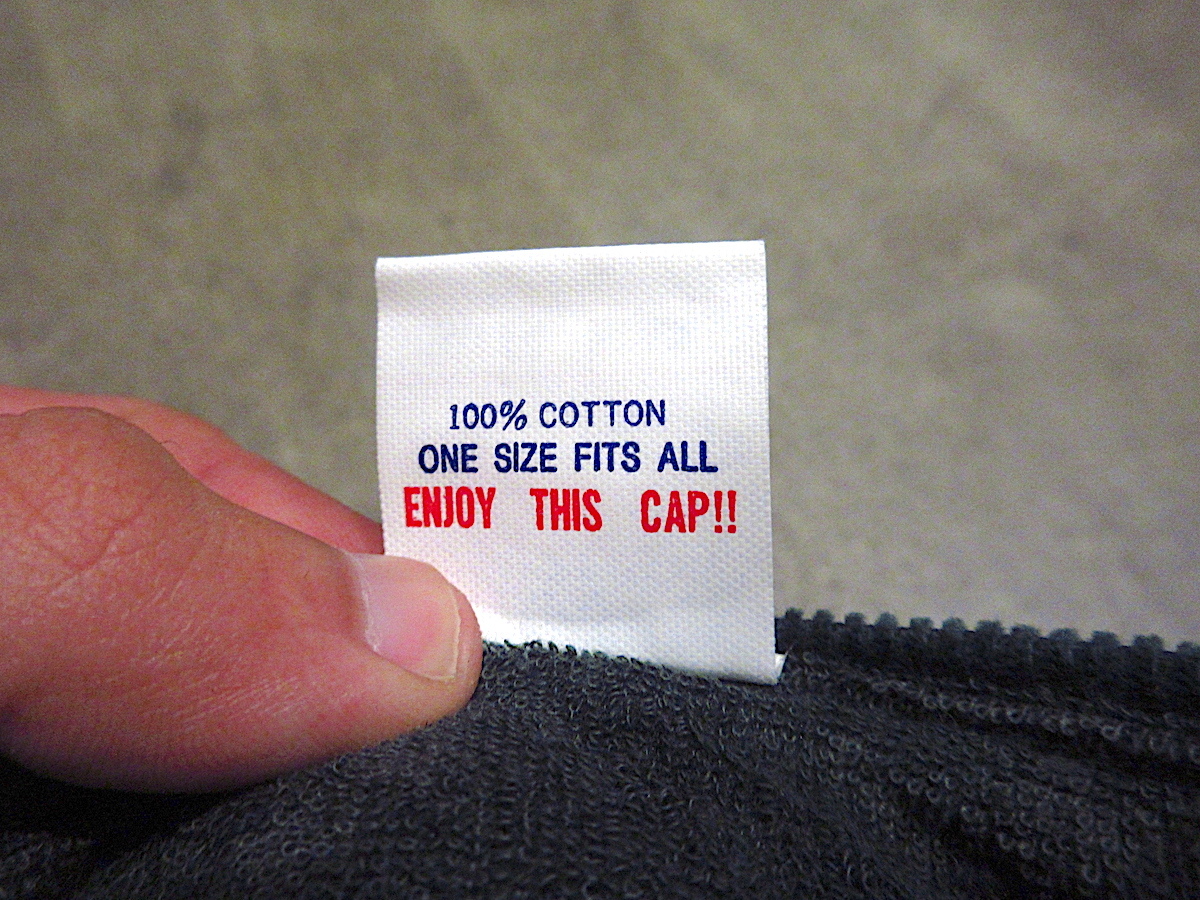 100% COTTON
ONE SIZE FITS ALL
ENJOY THIS CAP!!